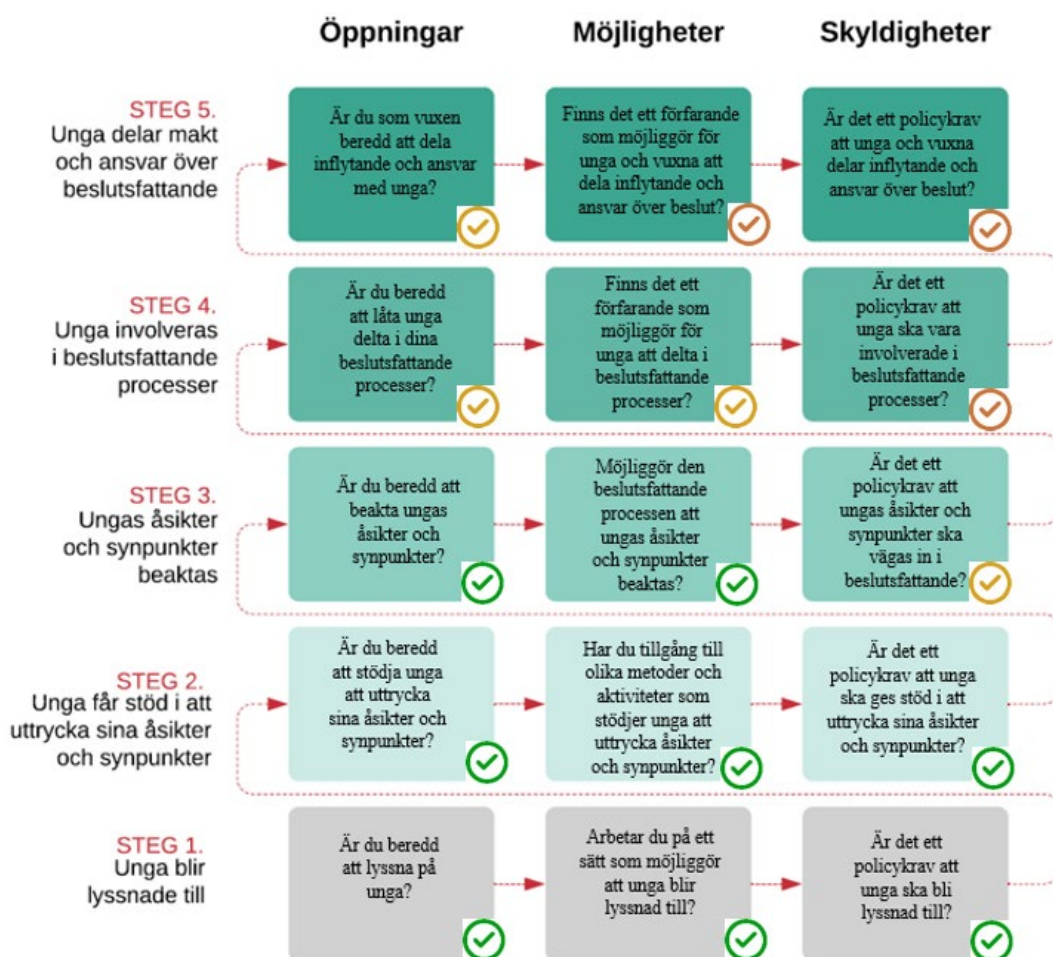 Öppningar
Möjligheter
Skyldigheter
STEG 5.
Unga delar makt
och ansvar över
beslutsfattande
Är du som vuxen
beredd att dela
inflytande och ansvar
med unga?
Finns det ett förfarande
som möjliggör för
unga och vuxna att
dela inflytande och
ansvar över beslut?
Är det ett policykrav
att unga och vuxna
delar inflytande och
ansvar över beslut?
STEG 4.
Unga involveras
i beslutsfattande
processer
Är du beredd
att låta unga
delta i dina
beslutsfattande
processer?
Finns det ett
förfarande som
möjliggör för
unga att delta i
beslutsfattande
processer?
Är det ett
policykrav att
unga ska vara
involverade i
beslutsfattande
processer?
STEG 3.
Ungas åsikter
och synpunkter
beaktas
Är du beredd att
beakta ungas
åsikter och
synpunkter?
Möjliggör den
beslutsfattande
processen att
ungas åsikter
och synpunkter
beaktas?
Är det ett
policykrav att
ungas åsikter och
synpunkter ska
vägas in i
beslutsfattande?
STEG 2.
Unga får stöd i att
uttrycka sina åsikter
och synpunkter
Är du beredd
att stödja unga
att uttrycka
sina åsikter och
synpunkter?
Har du tillgång till
olika metoder och
aktiviteter som
stödjer unga att
uttrycka åsikter
och synpunkter?
Är det ett
policykrav att unga
ska ges stöd i att
uttrycka sina åsikter
och synpunkter?
STEG 1.
Unga blir
lyssnade till
Är du beredd
att lyssna på
unga?
Arbetar du på ett
sätt som möjliggör
att unga blir
lyssnad till?
Är det ett
policykrav att
unga ska bli
lyssnad till?